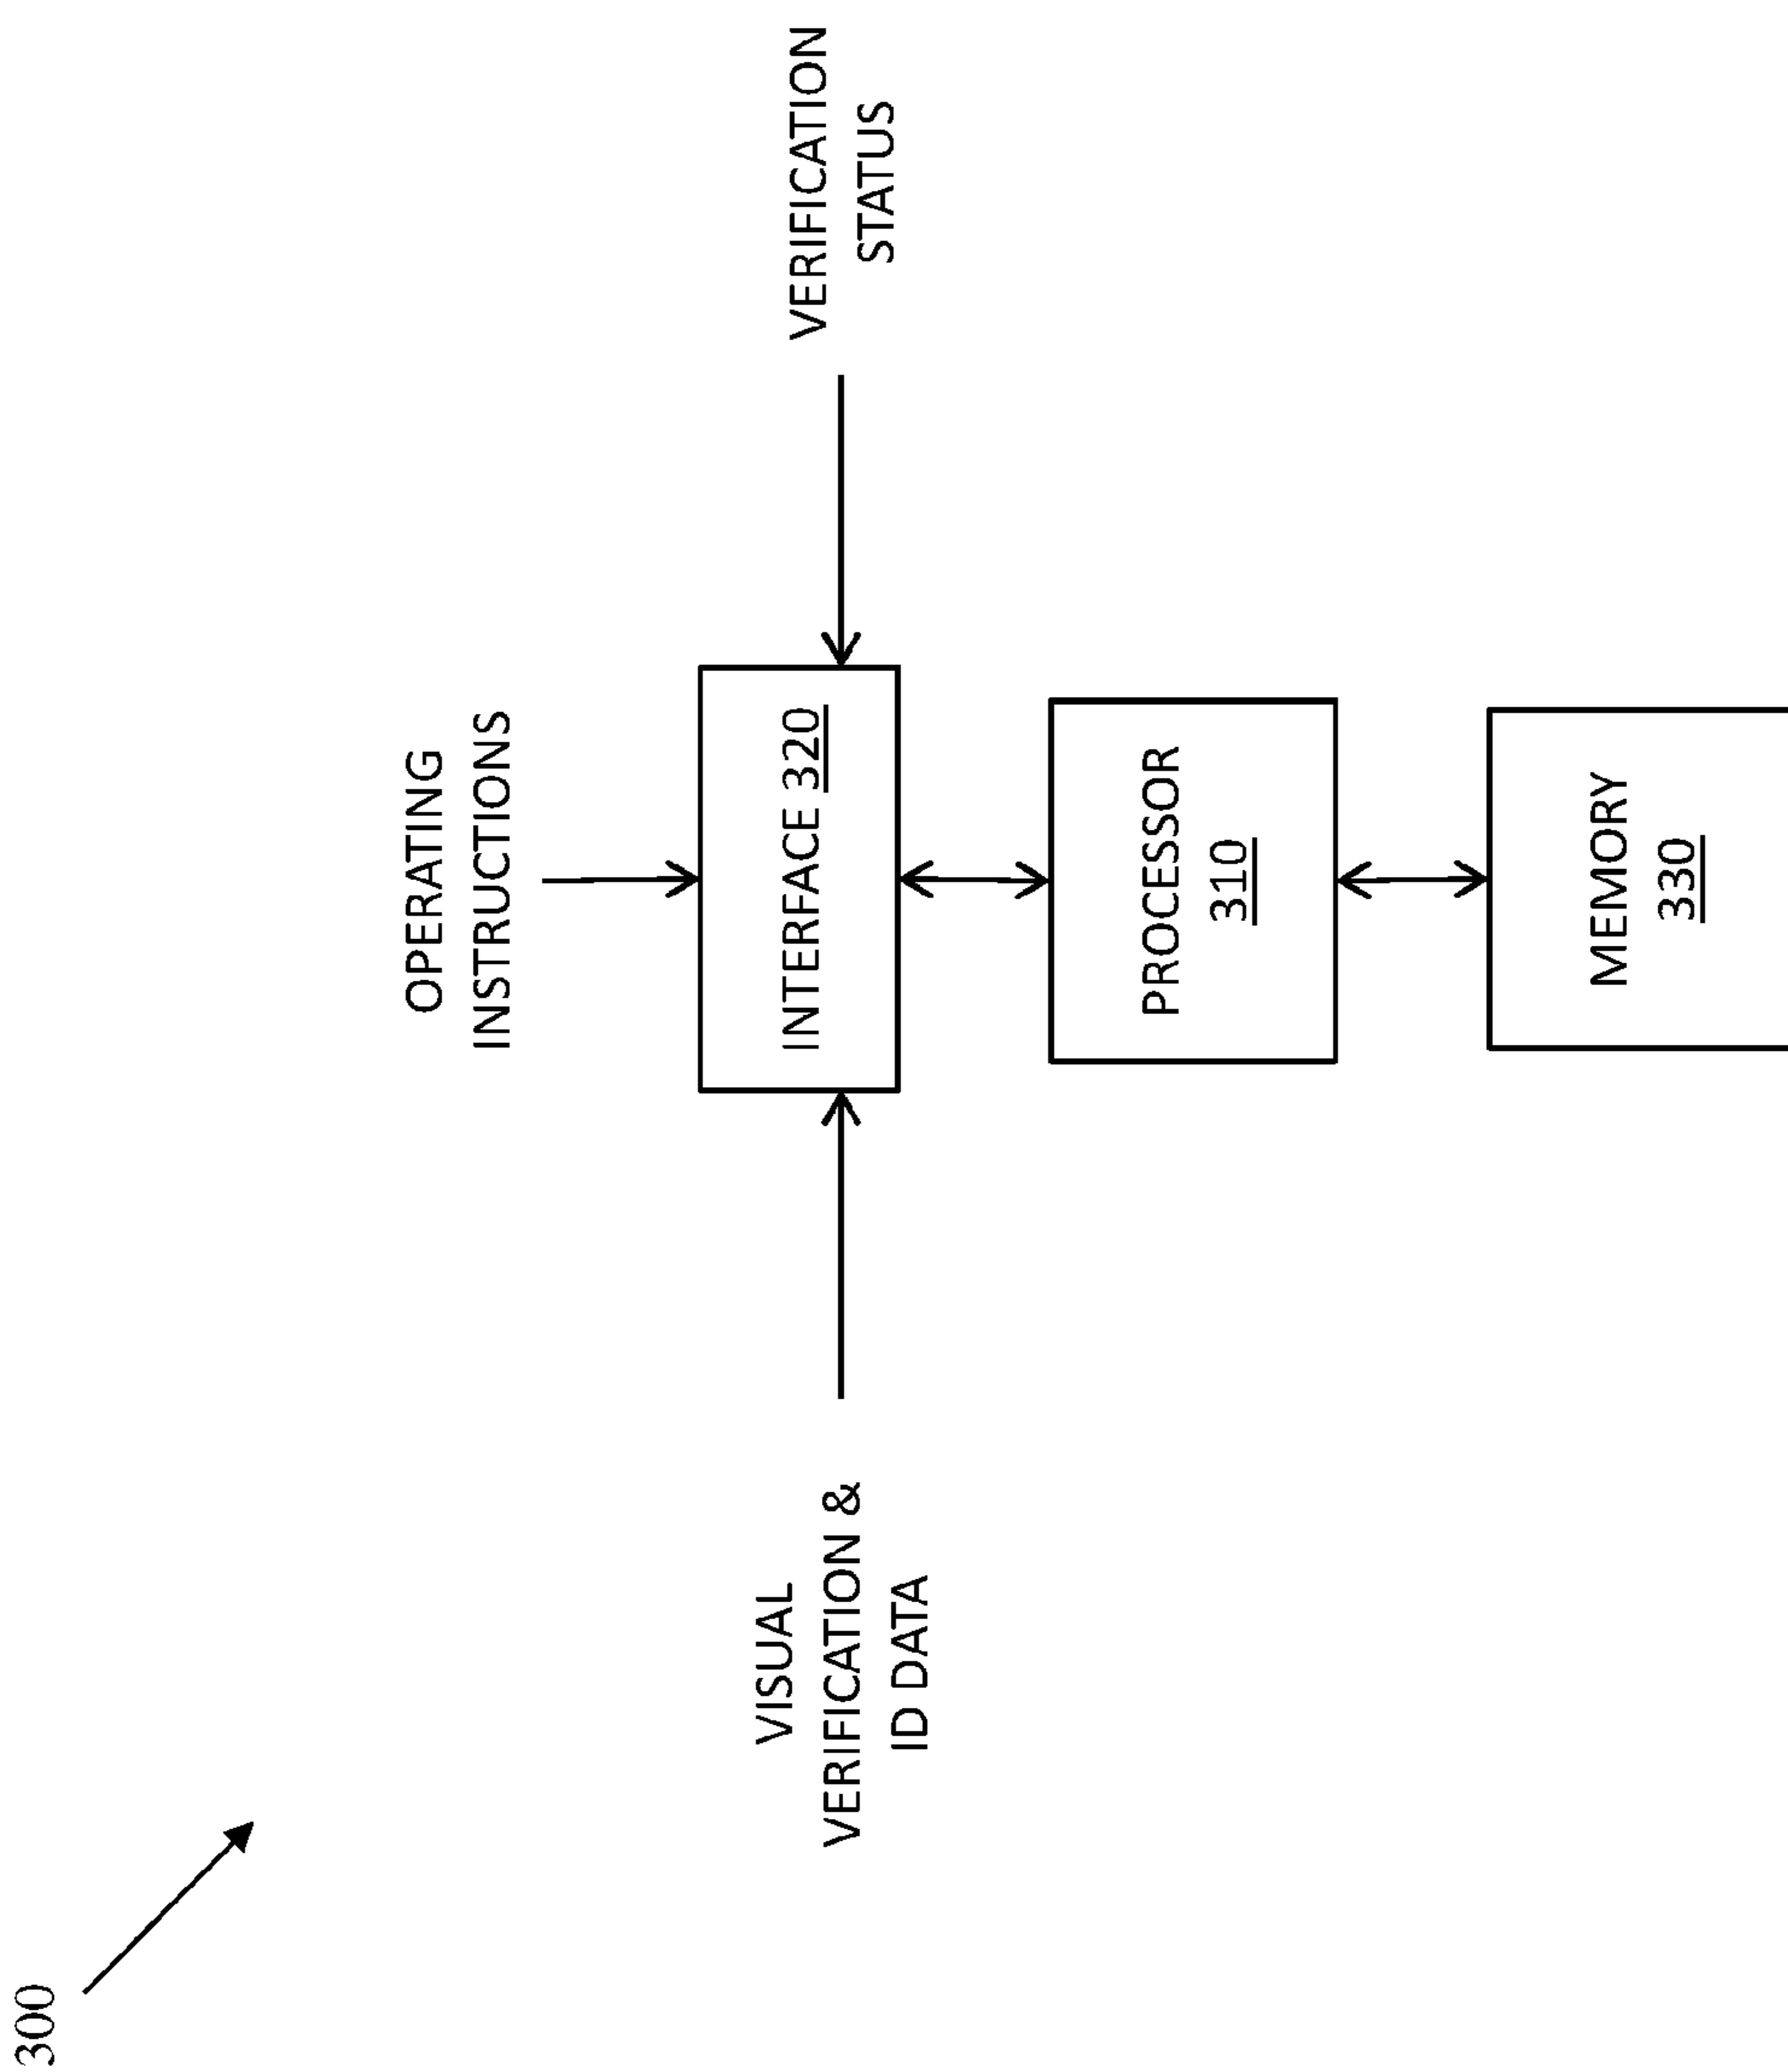 300
OPERATING
INSTRUCTIONS
VISUAL
VERIFICATION &
ID DATA
INTERFACE 320
VERIFICATION
STATUS
PROCESSOR
310
MEMORY
330